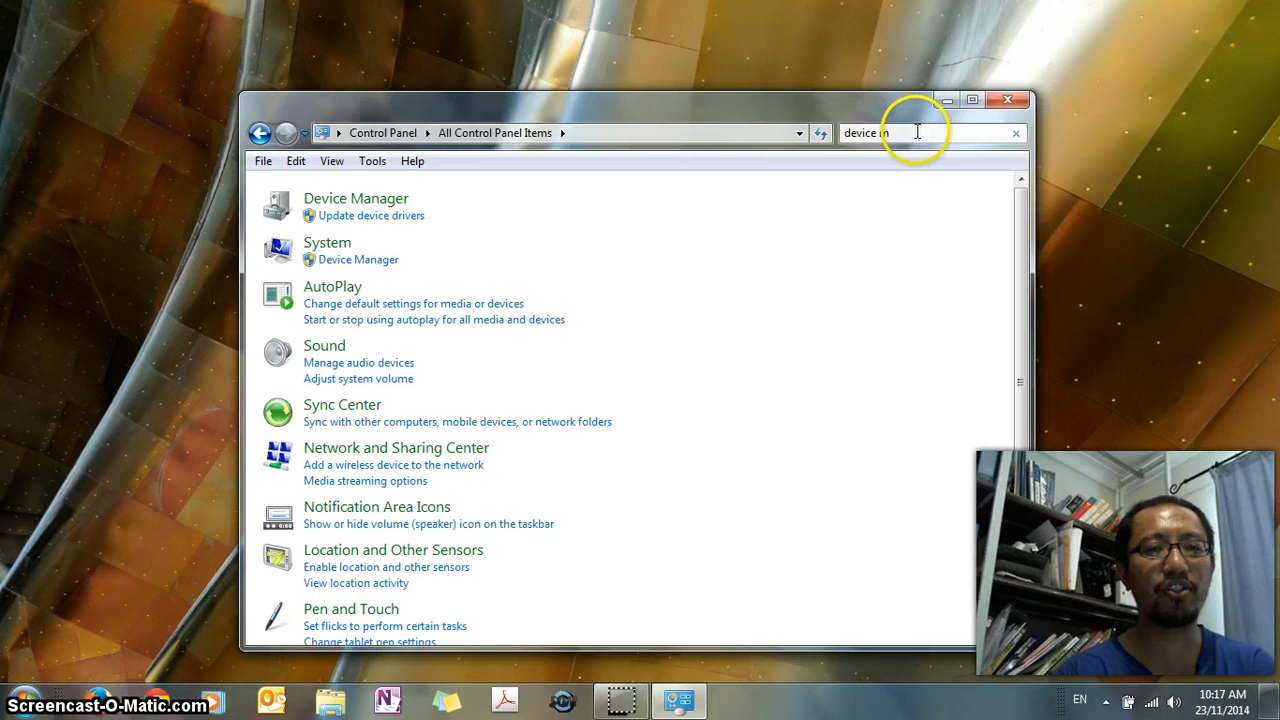 Control Panel
All Control Panel Items
device m
File Edit View Tools Help
Device Manager
Update device drivers
System
Device Manager
AutoPlay
Change default settings for media or devices
Start or stop using autoplay for all media and devices
Sound
Manage audio devices
Adjust system volume
Sync Center
Sync with other computers, mobile devices, or network folders
Network and Sharing Center
Add a wireless device to the network
Media streaming options
Notification Area Icons
Show or hide volume (speaker) icon on the taskbar
Location and Other Sensors
Enable location and other sensors
View location activity
Pen and Touch
Set flicks to perform certain tasks
Change tablet pen settings
EN
10:17 AM
23/11/2014
Screencast-O-Matic.com